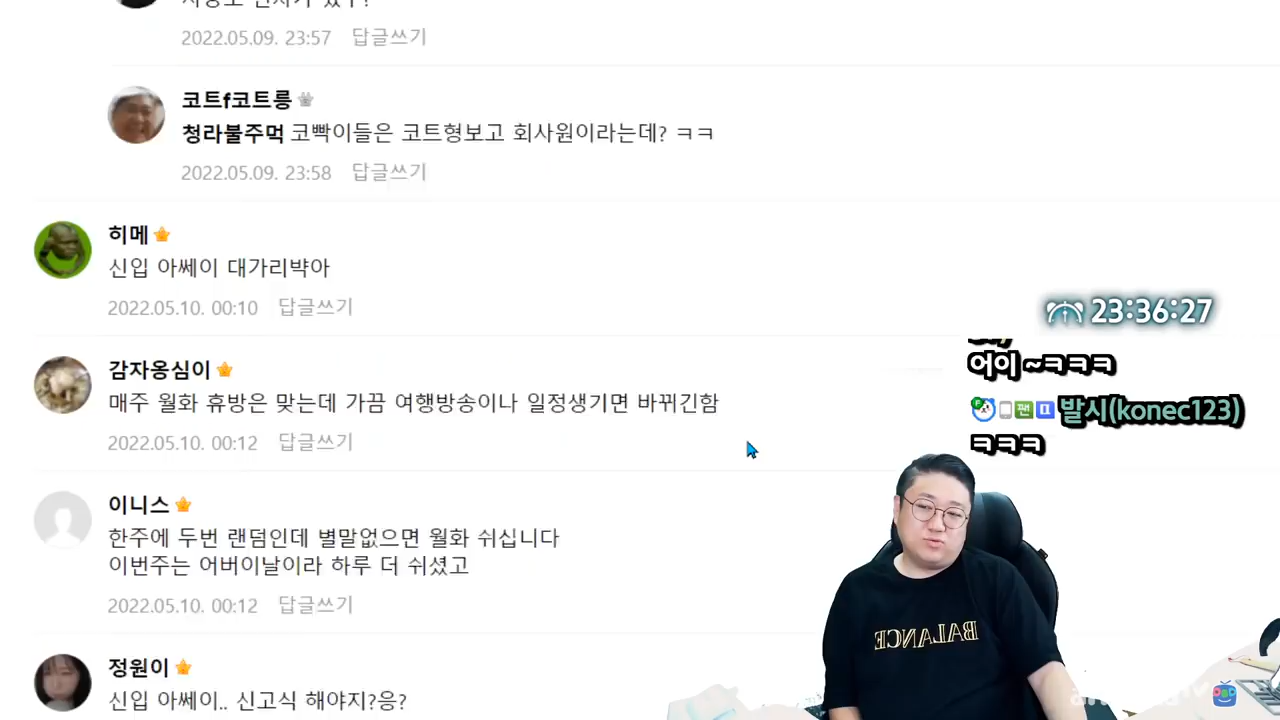 2022.05.09. 23:57 답글쓰기
코트f코트릉
청라불주먹 코빡이들은 코트형보고 회사원이라는데? ㅋㅋ
2022.05.09. 23:58 답글쓰기
히메
신입 아쎄이 대가리뱍아
2022.05.10. 00:10 답글쓰기
23:36:27
감자옹심이
어이 ~ㅋㅋㅋ
매주 월화 휴방은 맞는데 가끔 여행방송이나 일정생기면 바뀌긴함
팬 발시(konec123)
2022.05.10. 00:12 답글쓰기
ㅋㅋㅋ
이니스
한주에 두번 랜덤인데 별말없으면 월화 쉬십니다
이번주는 어버이날이라 하루 더 쉬셨고
2022.05.10. 00:12 답글쓰기
BALANCE
정원이
신입 아쎄이.. 신고식 해야지?응?